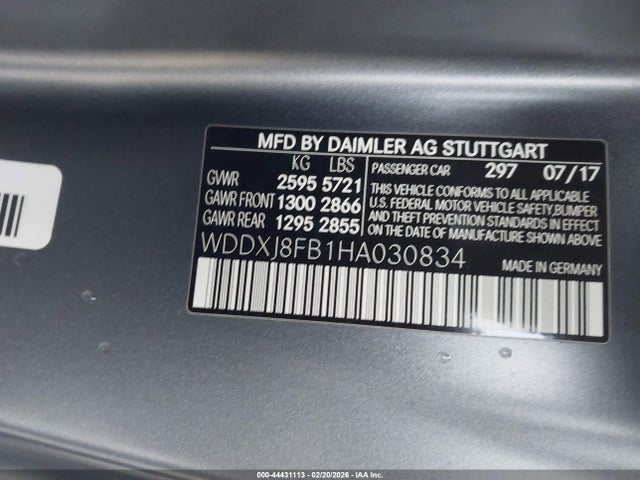 MFD BY DAIMLER AG STUTTGART
KG LBS
GVWR 2595 5721
GAWR FRONT 1300 2866
GAWR REAR 1295 2855
PASSENGER CAR 297 07/17
THIS VEHICLE CONFORMS TO ALL APPLICABLE
U.S. FEDERAL MOTOR VEHICLE SAFETY, BUMPER
AND THEFT PREVENTION STANDARDS IN EFFECT
ON THE DATE OF MANUFACTURE SHOWN ABOVE
WDDXJ8FB1HA030834
MADE IN GERMANY
000-44431113 - 02/20/2026 - IAA Inc.